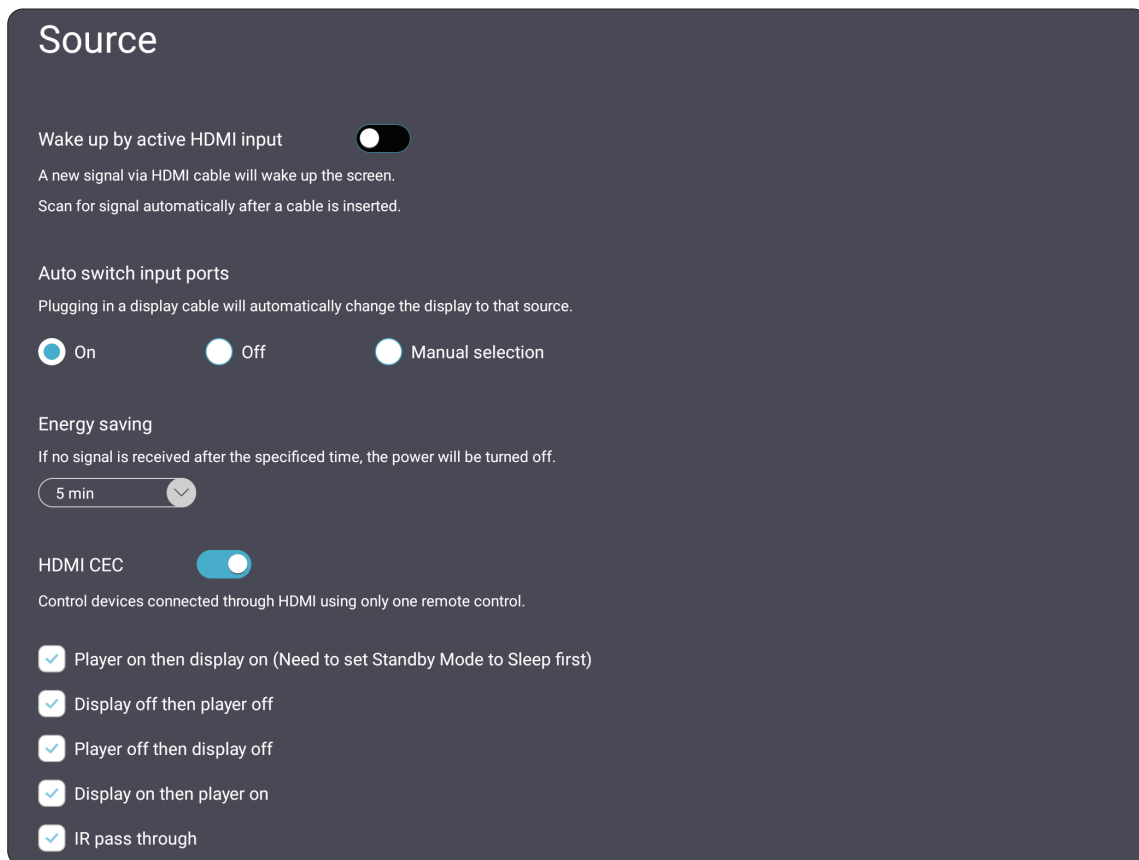 Source
Wake up by active HDMI input
A new signal via HDMI cable will wake up the screen.
Scan for signal automatically after a cable is inserted.
Auto switch input ports
Plugging in a display cable will automatically change the display to that source.
On Off Manual selection
Energy saving
If no signal is received after the specificed time, the power will be turned off.
5 min
HDMI CEC
Control devices connected through HDMI using only one remote control.
Player on then display on (Need to set Standby Mode to Sleep first)
Display off then player off
Player off then display off
Display on then player on
IR pass through